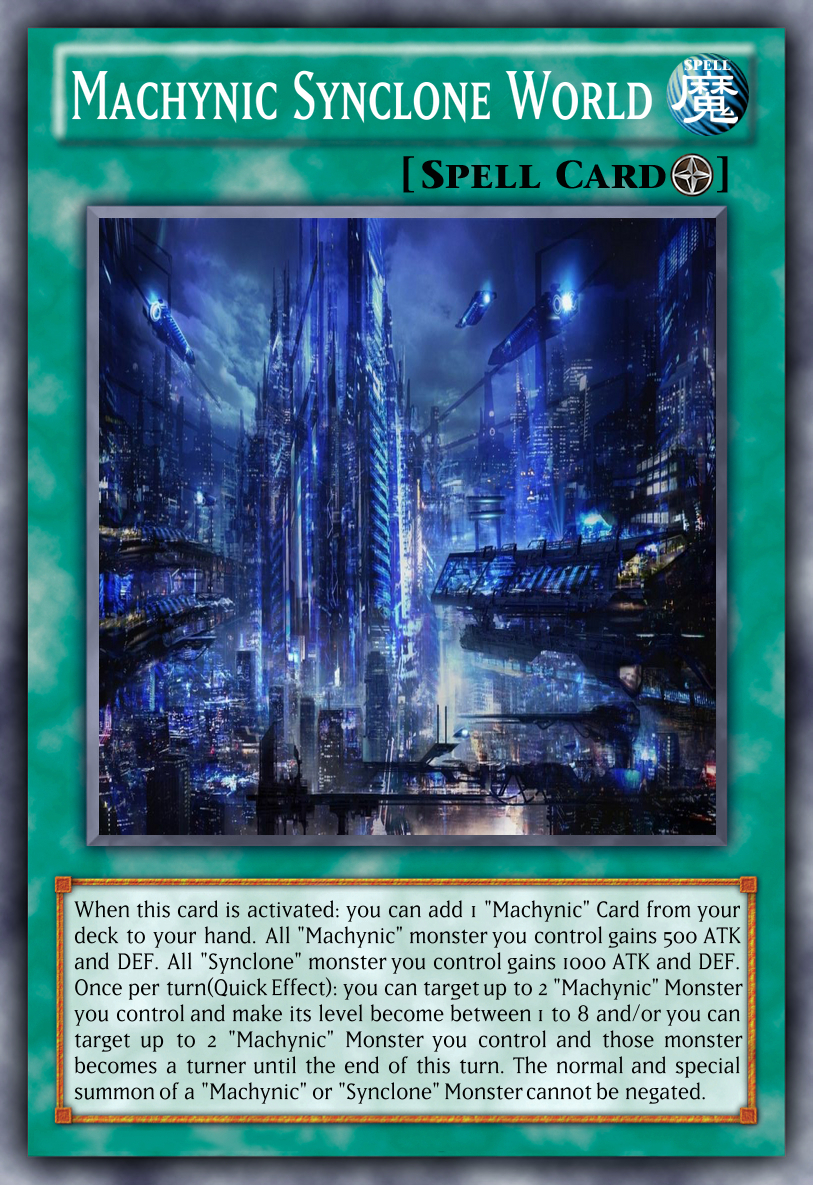 Machynic Synclone World
SPELL
魔
[Spell Card]
When this card is activated: you can add 1 "Machynic" Card from your
deck to your hand. All "Machynic" monster you control gains 500 ATK
and DEF. All "Synclone" monster you control gains 1000 ATK and DEF.
Once per turn(Quick Effect): you can target up to 2 "Machynic" Monster
you control and make its level become between 1 to 8 and/or you can
target up to 2 "Machynic" Monster you control and those monster
becomes a turner until the end of this turn. The normal and special
summon of a "Machynic" or "Synclone" Monster cannot be negated.